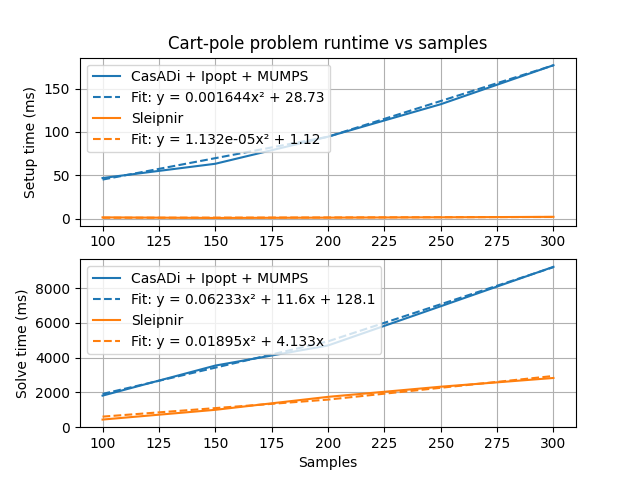 Cart-pole problem runtime vs samples
Setup time (ms)
150
100
50
0
CasADi + Ipopt + MUMPS
Fit: y = 0.001644x² + 28.73
Sleipnir
Fit: y = 1.132e-05x² + 1.12
100 125 150 175 200 225 250 275 300
Solve time (ms)
8000
6000
4000
2000
0
CasADi + Ipopt + MUMPS
Fit: y = 0.06233x² + 11.6x + 128.1
Sleipnir
Fit: y = 0.01895x² + 4.133x
100 125 150 175 200 225 250 275 300
Samples